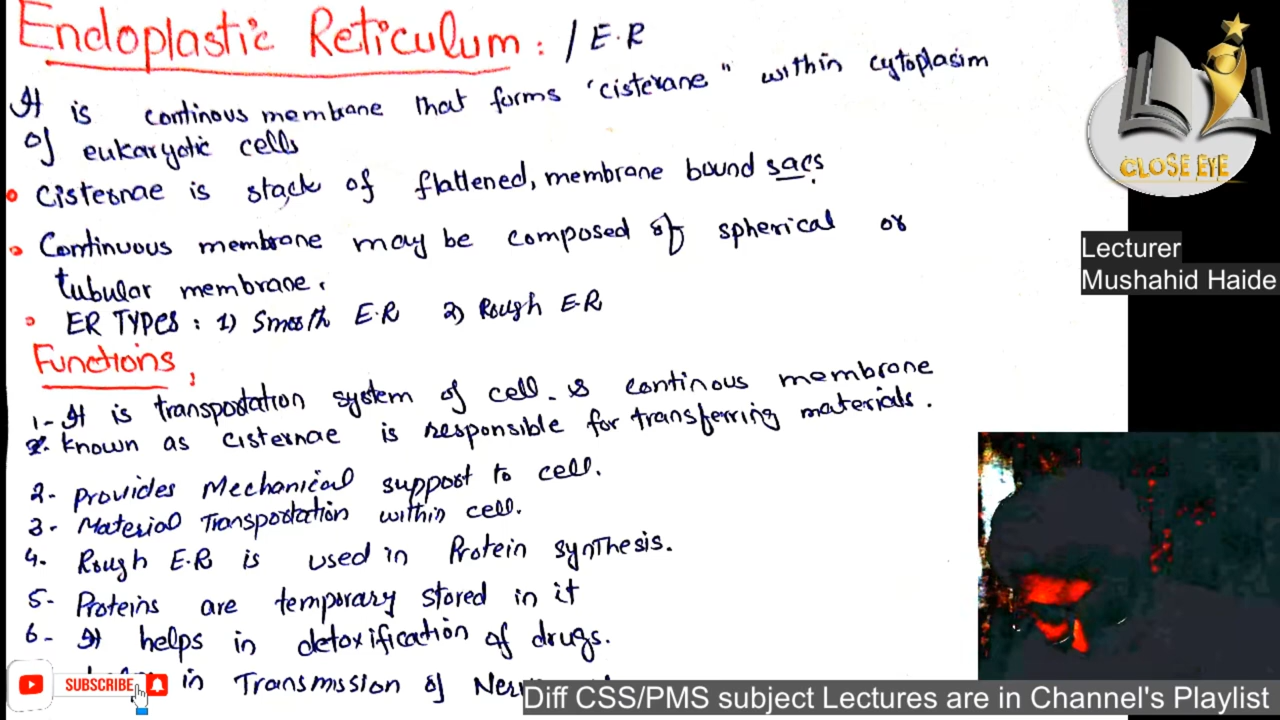 Endoplastic Reticulum : / E.R
It is continous membrane that forms "cisterane" within cytoplasim
of eukaryotic cells
• Cisternae is stack of flattened, membrane bound sacs.
• Continuous membrane may be composed of spherical or
tubular membrane.
• ER TYPES : 1) Smooth E.R 2) Rough E.R
Functions :
1- It is transportation system of cell. & continous membrane
known as cisternae is responsible for transferring materials.
2- Provides Mechanical support to cell.
3- Material Transportation within cell.
4- Rough E.R is used in Protein synthesis.
5- Proteins are temporary stored in it
6- It helps in detoxification of drugs.
in Transmission of
CLOSE EYE
Lecturer
Mushahid Haide
SUBSCRIBE
Diff CSS/PMS subject Lectures are in Channel's Playlist